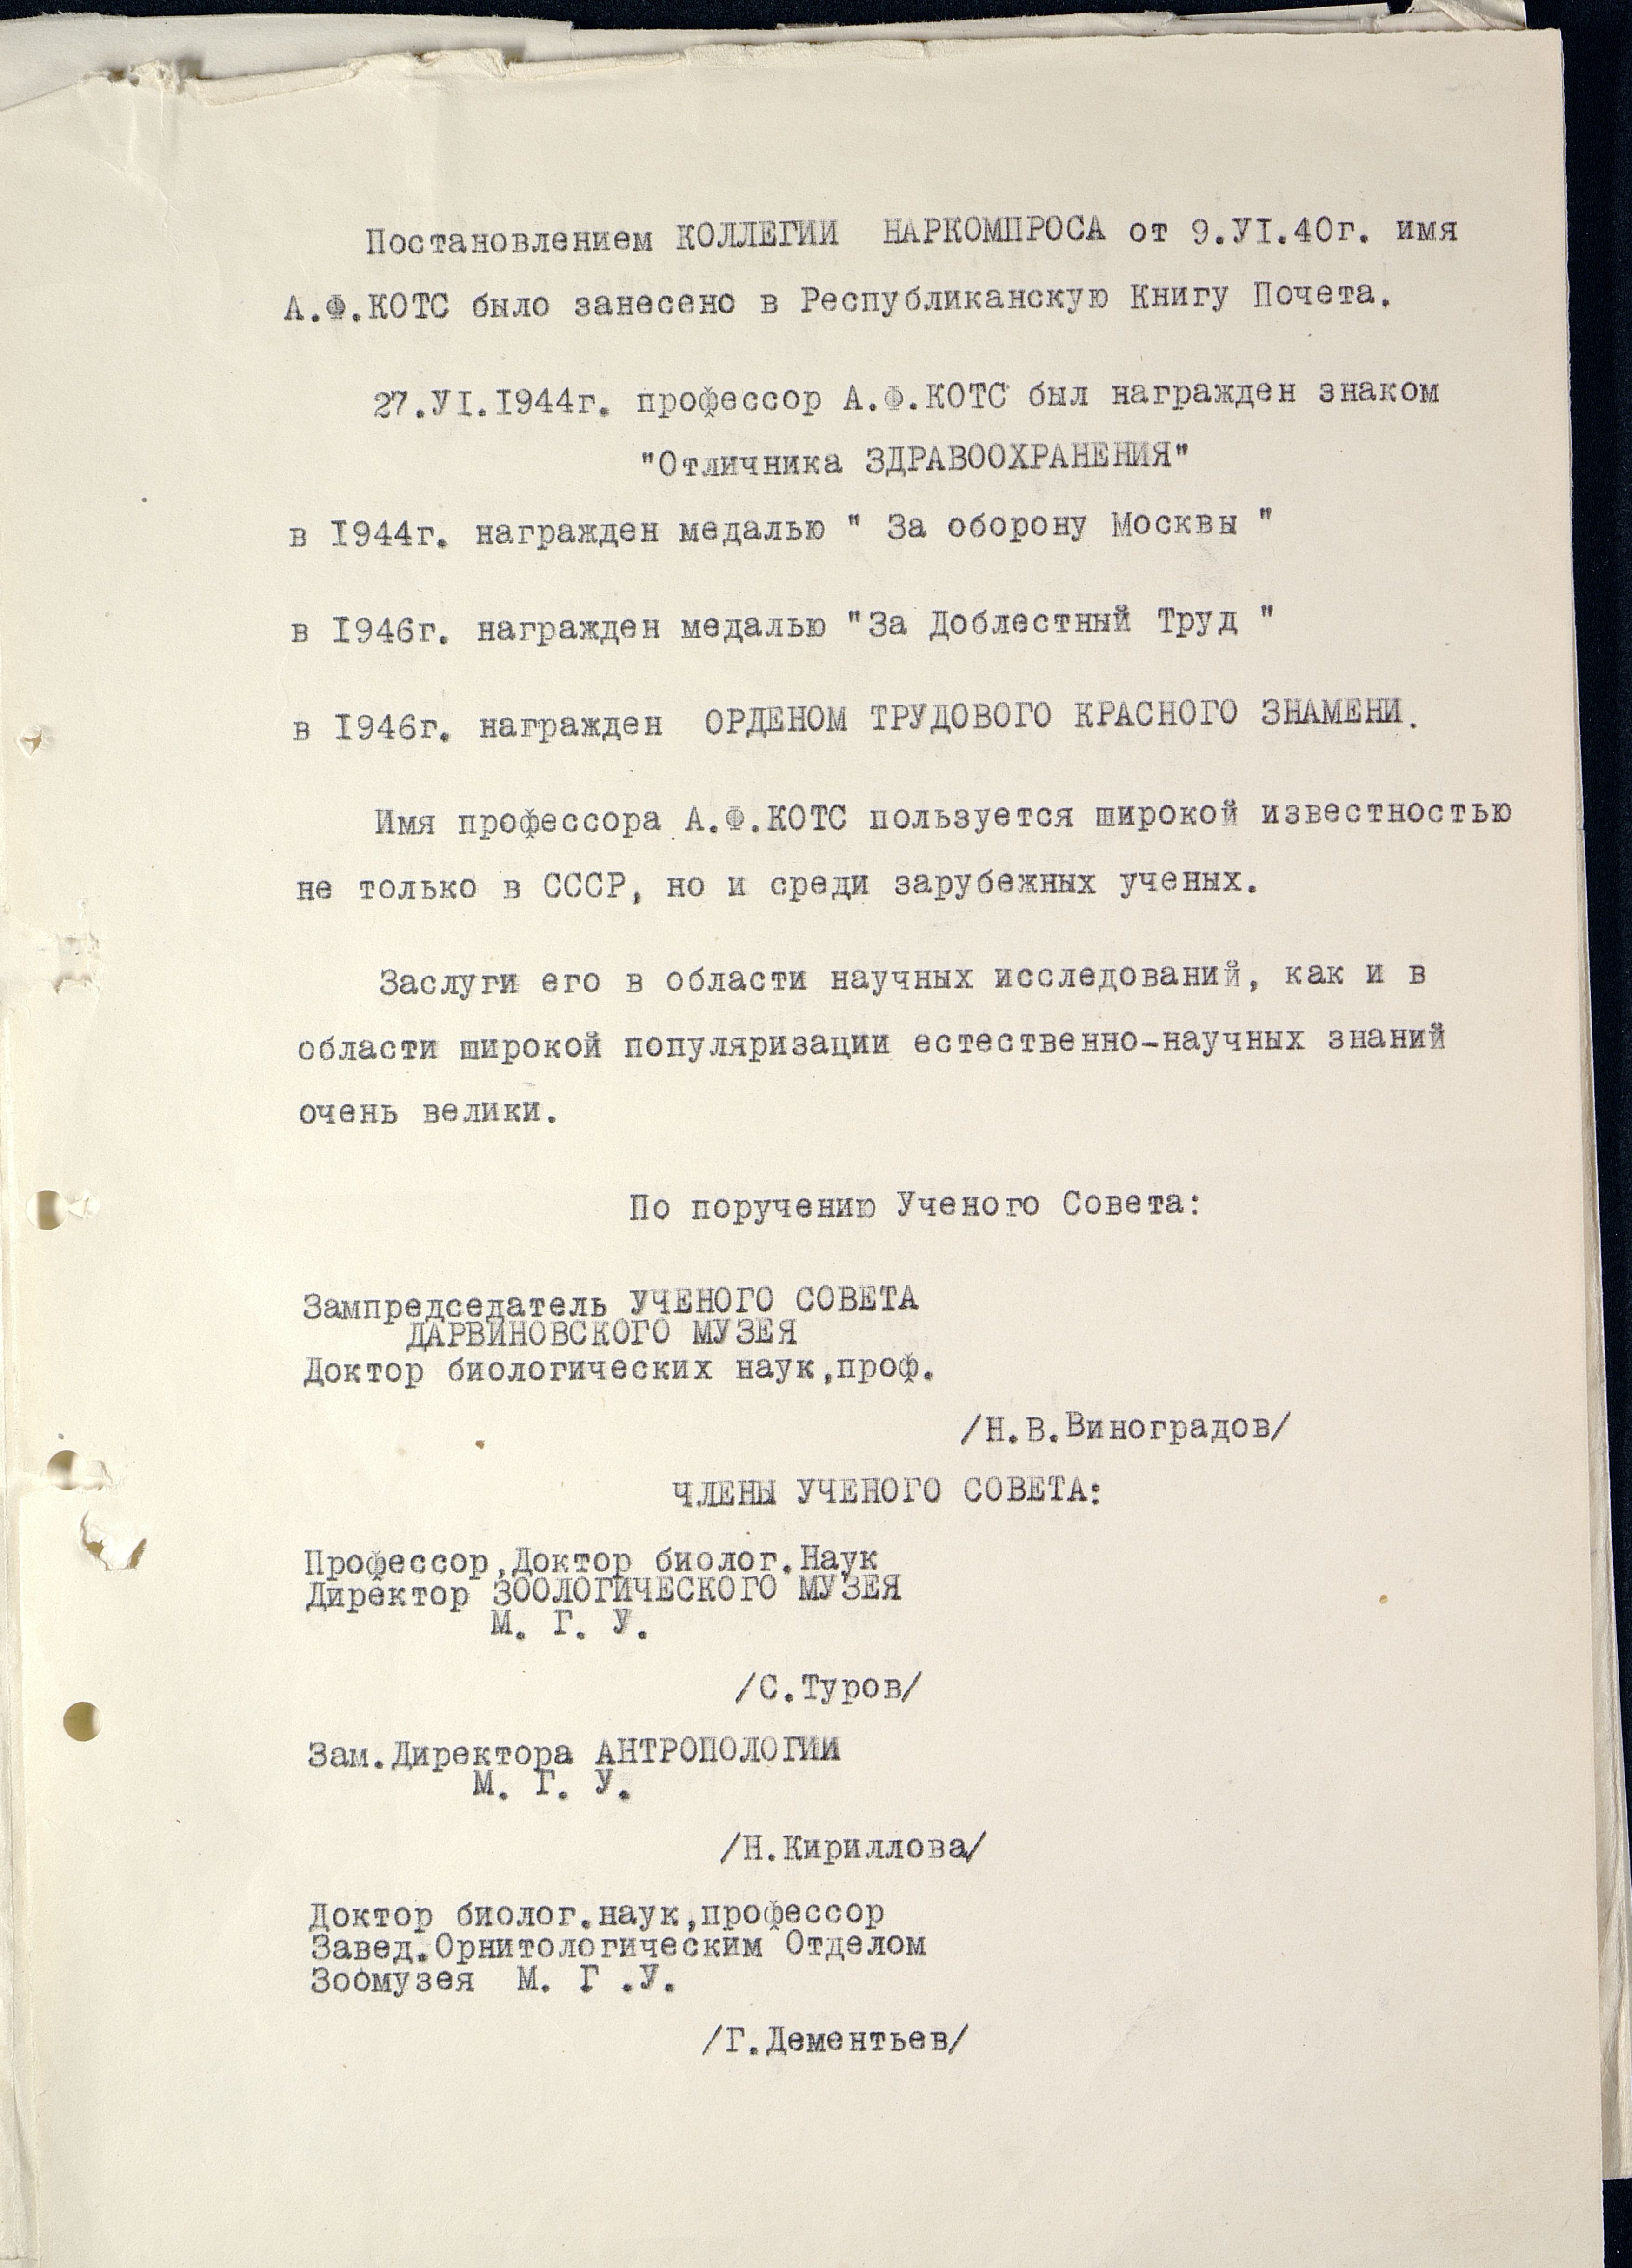 Постановлением КОЛЛЕГИИ НАРКОМПРОСА от 9.УI.40г. имя
А.Ф.КОТС было занесено в Республиканскую Книгу Почета.
27.УI.I944г. профессор А.Ф.КОТС был награжден знаком
"Отличника ЗДРАВООХРАНЕНИЯ"
в I944г. награжден медалью " За оборону Москвы "
в I946г. награжден медалью "За Доблестный Труд "
в I946г. награжден ОРДЕНОМ ТРУДОВОГО КРАСНОГО ЗНАМЕНИ.
Имя профессора А.Ф.КОТС пользуется широкой известностью
не только в СССР, но и среди зарубежных ученых.
Заслуги его в области научных исследований, как и в
области широкой популяризации естественно-научных знаний
очень велики.
По поручению Ученого Совета:
Зампредседатель УЧЕНОГО СОВЕТА
ДАРВИНОВСКОГО МУЗЕЯ
Доктор биологических наук,проф.
/Н.В.Виноградов/
ЧЛЕНЫ УЧЕНОГО СОВЕТА:
Профессор,Доктор биолог.Наук
Директор ЗООЛОГИЧЕСКОГО МУЗЕЯ
М. Г. У.
/С.Туров/
Зам.Директора АНТРОПОЛОГИИ
М. Г. У.
/Н.Кириллова/
Доктор биолог.наук,профессор
Завед.Орнитологическим Отделом
Зоомузея М. Г .У.
/Г.Дементьев/